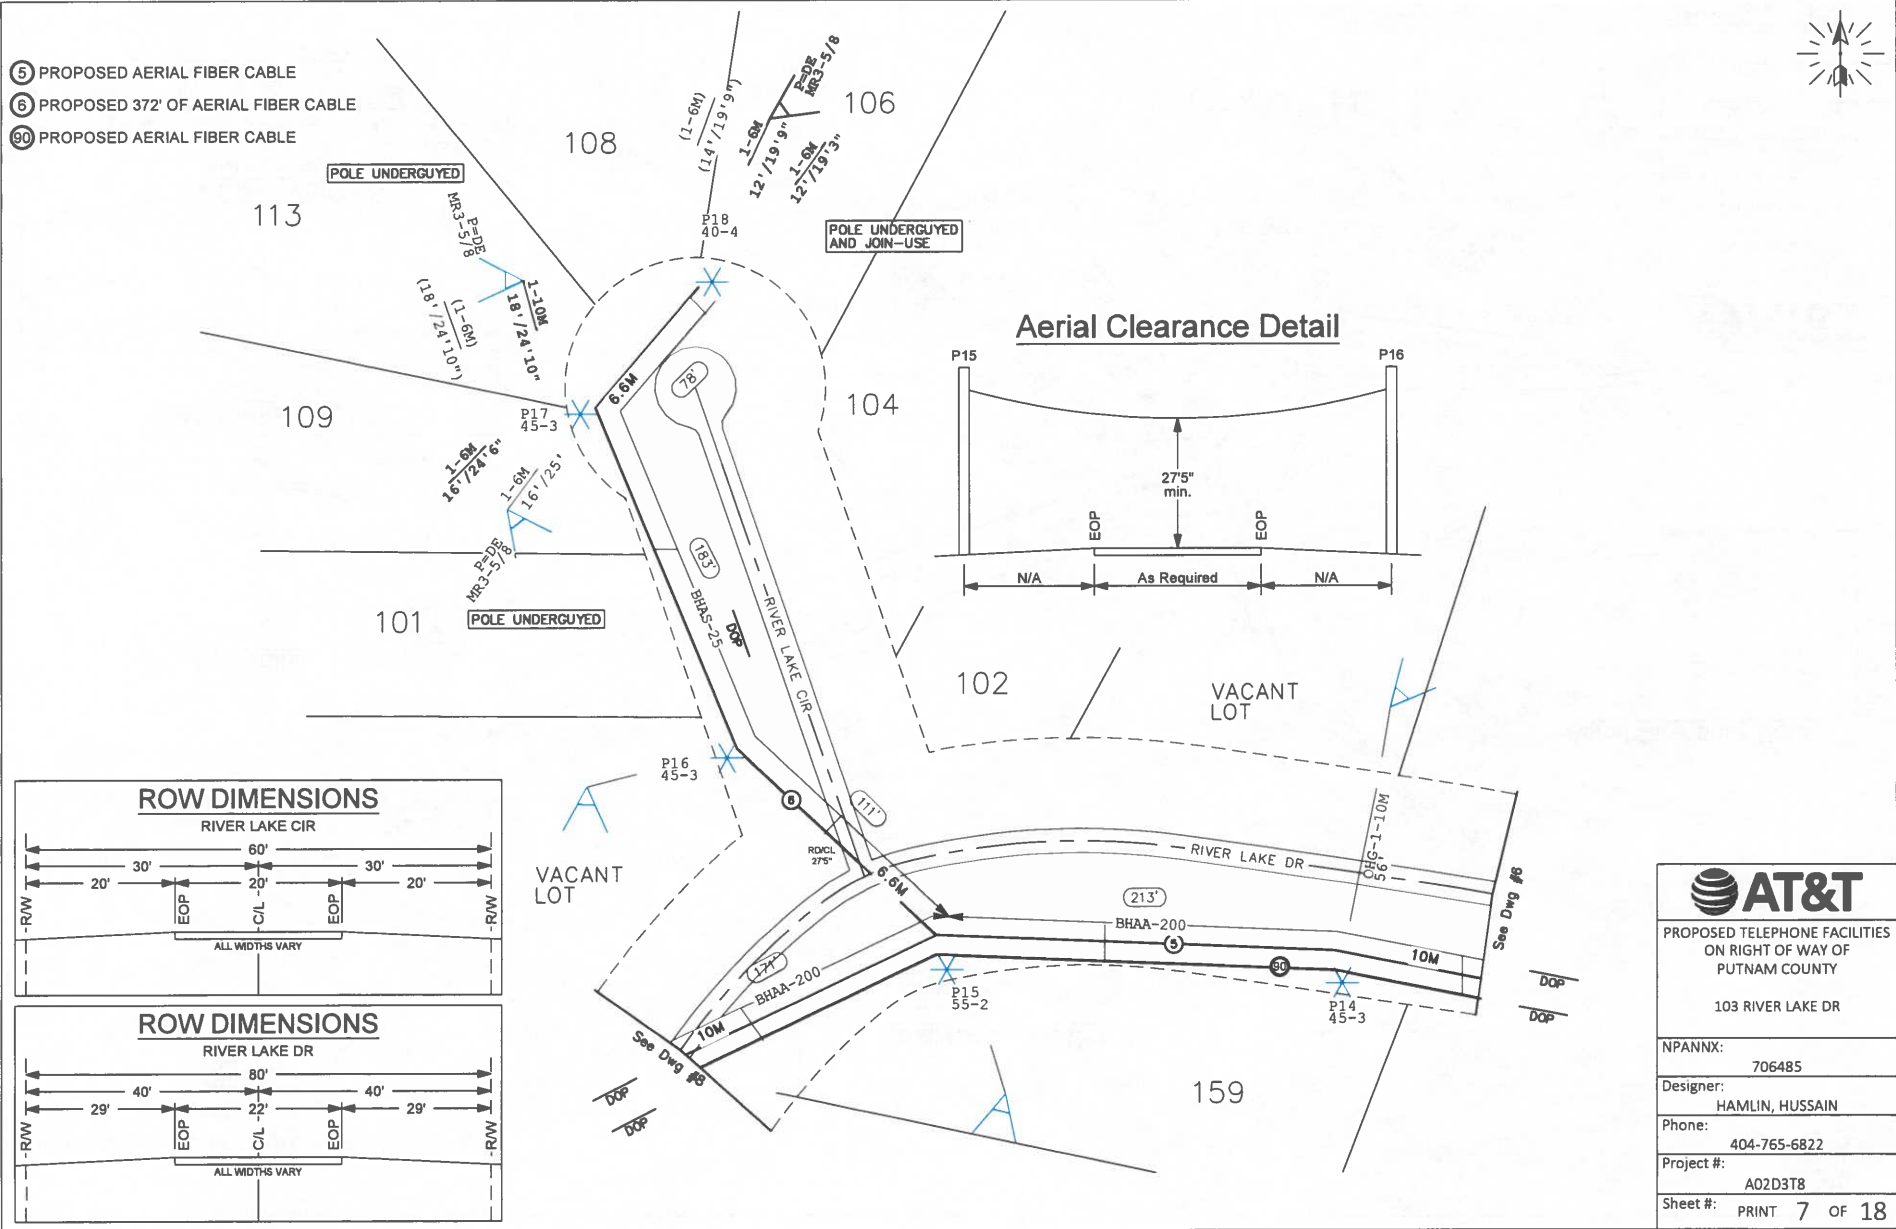 5 PROPOSED AERIAL FIBER CABLE
6 PROPOSED 372' OF AERIAL FIBER CABLE
90 PROPOSED AERIAL FIBER CABLE
POLE UNDERGUYED
113
108
106
(1-6M)
(14'/19'9")
P=DE
MR3-5/8
1-6M
12'/19'9"
1-6M
12'/19'3"
P=DE
MR3-5/8
(1-6M)
(18'/24'10")
1-10M
18'/24'10"
P18
40-4
POLE UNDERGUYED
AND JOIN-USE
109
P17
45-3
6.6M
78'
104
1-6M
16'/24'6"
1-6M
16'/25'
P=DE
MR3-5/8
101
POLE UNDERGUYED
183'
BHAS-25
DOP
RIVER LAKE CIR
Aerial Clearance Detail
P15
P16
27'5"
min.
EOP
EOP
N/A
As Required
N/A
102
VACANT
LOT
P16
45-3
6
111'
RD/CL
27'5"
6.6M
VACANT
LOT
RIVER LAKE DR
OHG-1-10M
56'
213'
BHAA-200
5
90
10M
See Dwg #6
DOP
DOP
171'
BHAA-200
10M
P15
55-2
P14
45-3
See Dwg #8
DOP
DOP
159
ROW DIMENSIONS
RIVER LAKE CIR
60'
30'
30'
20'
20'
20'
R/W
EOP
C/L
EOP
R/W
ALL WIDTHS VARY
ROW DIMENSIONS
RIVER LAKE DR
80'
40'
40'
29'
22'
29'
R/W
EOP
C/L
EOP
R/W
ALL WIDTHS VARY
AT&T
PROPOSED TELEPHONE FACILITIES
ON RIGHT OF WAY OF
PUTNAM COUNTY
103 RIVER LAKE DR
NPANNX:
706485
Designer:
HAMLIN, HUSSAIN
Phone:
404-765-6822
Project #:
A02D3T8
Sheet #: PRINT 7 OF 18